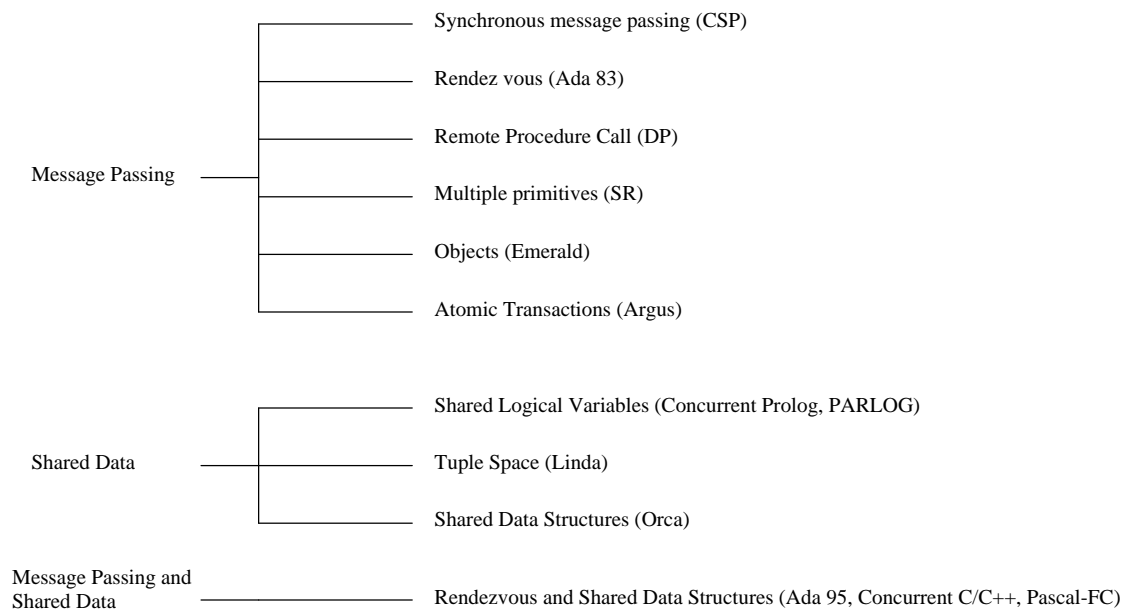 Message Passing
Synchronous message passing (CSP)
Rendez vous (Ada 83)
Remote Procedure Call (DP)
Multiple primitives (SR)
Objects (Emerald)
Atomic Transactions (Argus)
Shared Data
Shared Logical Variables (Concurrent Prolog, PARLOG)
Tuple Space (Linda)
Shared Data Structures (Orca)
Message Passing and
Shared Data
Rendezvous and Shared Data Structures (Ada 95, Concurrent C/C++, Pascal-FC)